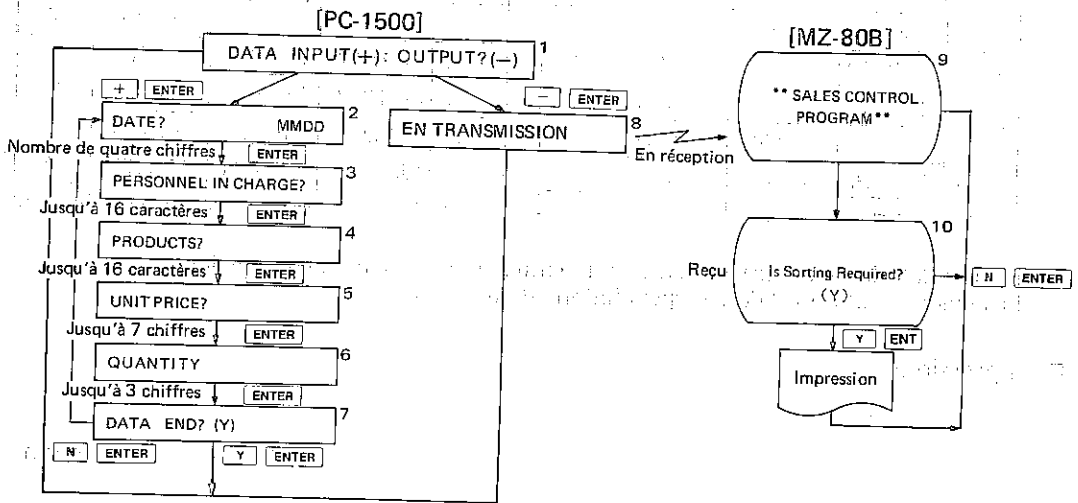 [PC-1500]
DATA INPUT(+): OUTPUT?(−)
1
+ ENTER
DATE? MMDD
2
Nombre de quatre chiffres ENTER
PERSONNEL IN CHARGE?
3
Jusqu'à 16 caractères ENTER
PRODUCTS?
4
Jusqu'à 16 caractères ENTER
UNIT PRICE?
5
Jusqu'à 7 chiffres ENTER
QUANTITY
6
Jusqu'à 3 chiffres ENTER
DATA END? (Y)
7
N ENTER
Y ENTER
− ENTER
EN TRANSMISSION
8
En réception
[MZ-80B]
9
** SALES CONTROL
PROGRAM**
10
Reçu
Is Sorting Required?
(Y)
N ENTER
Y ENT
Impression